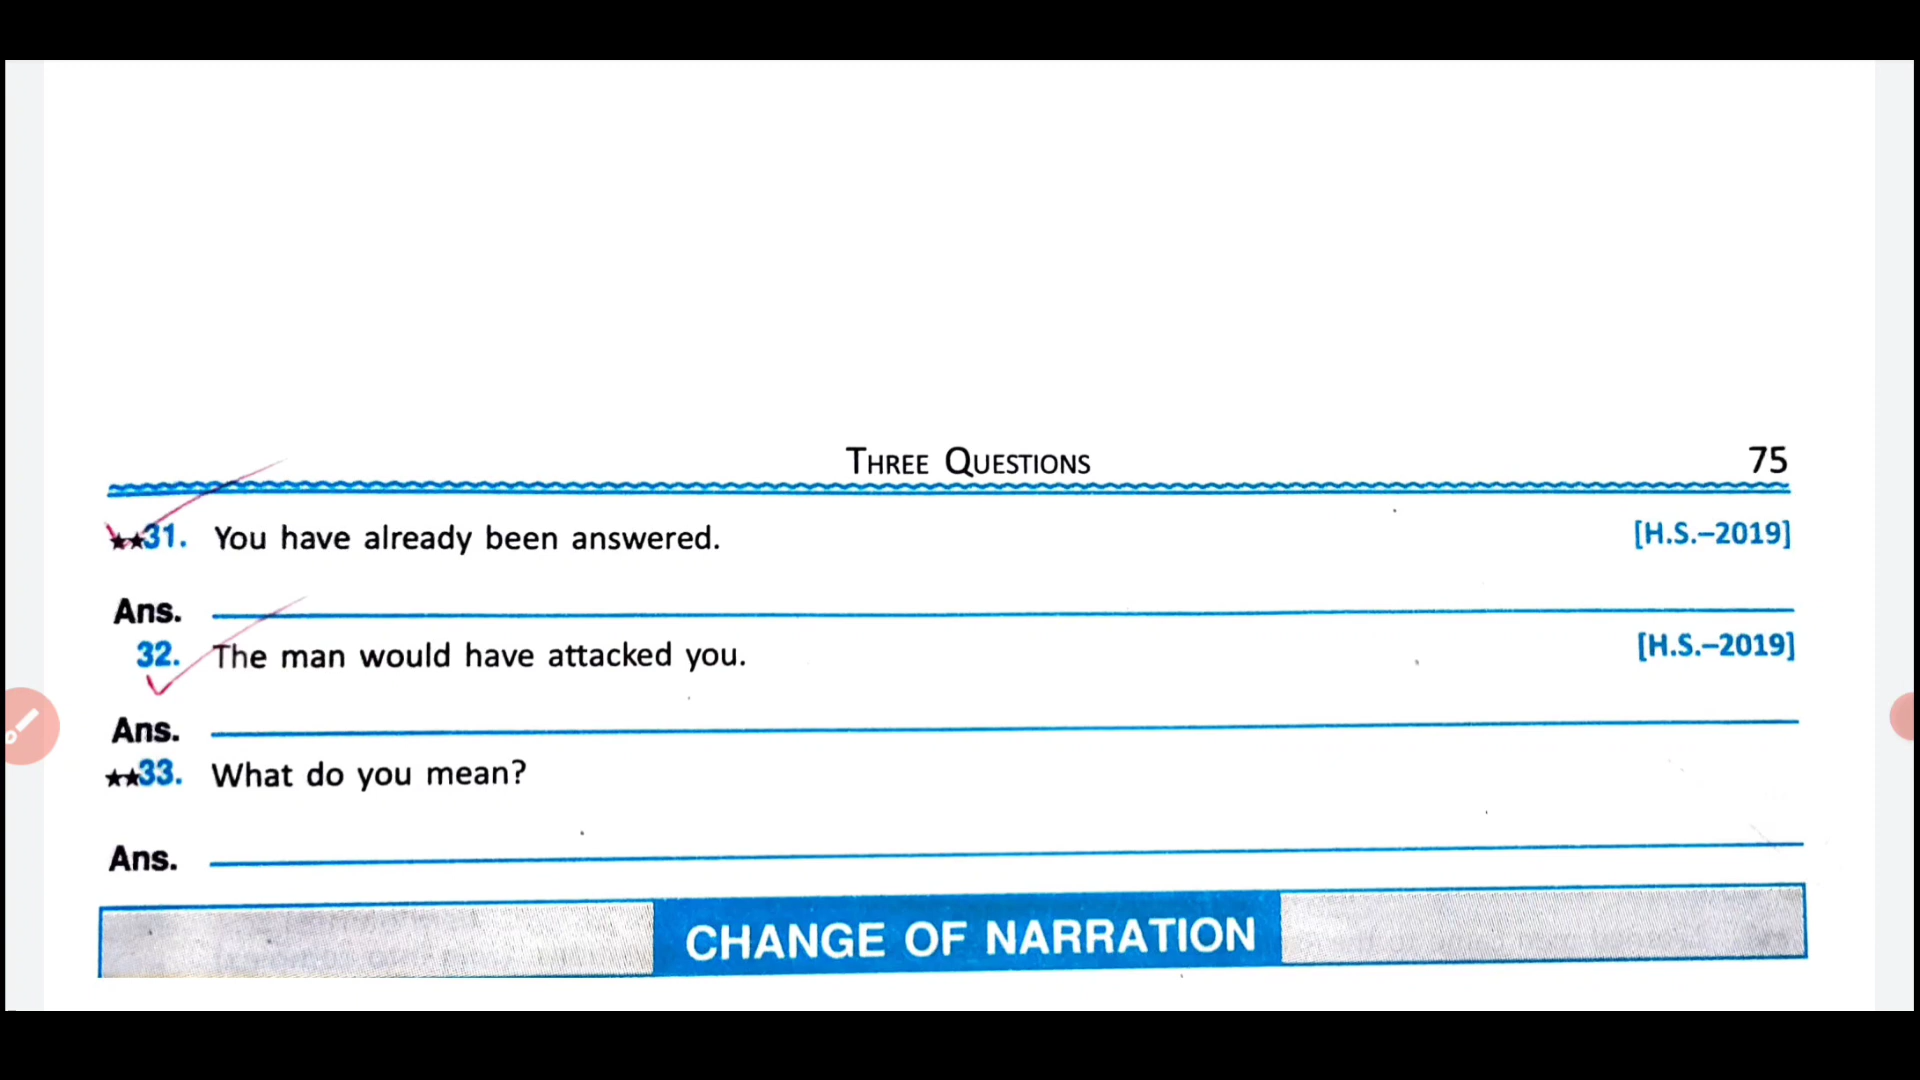 THREE QUESTIONS 75
★★31. You have already been answered. [H.S.–2019]
Ans.
32. The man would have attacked you. [H.S.–2019]
Ans.
★★33. What do you mean?
Ans.
CHANGE OF NARRATION